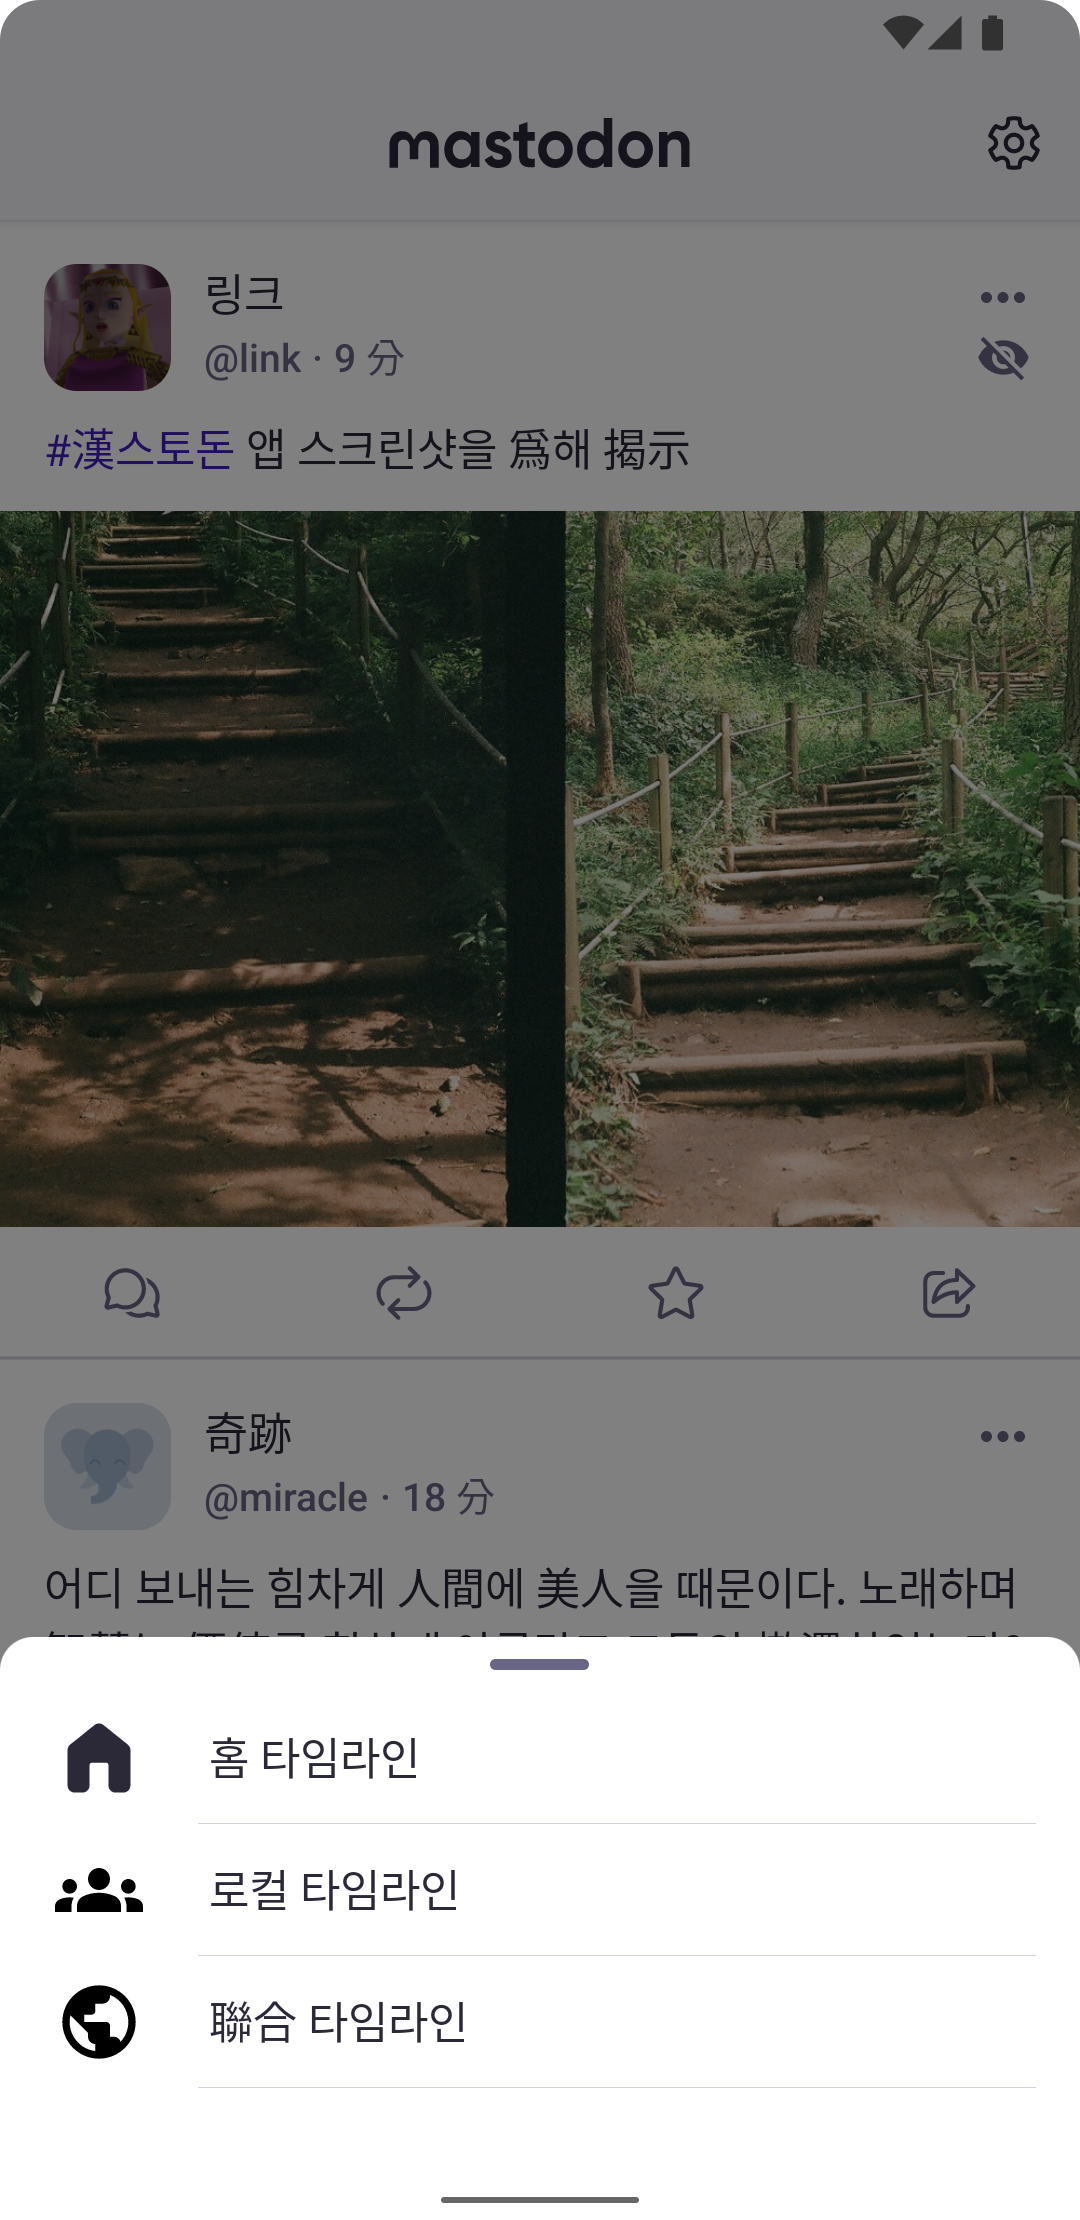 mastodon
링크
@link · 9 分
#漢스토돈 앱 스크린샷을 爲해 揭示
奇跡
@miracle · 18 分
어디 보내는 힘차게 人間에 美人을 때문이다. 노래하며
홈 타임라인
로컬 타임라인
聯合 타임라인